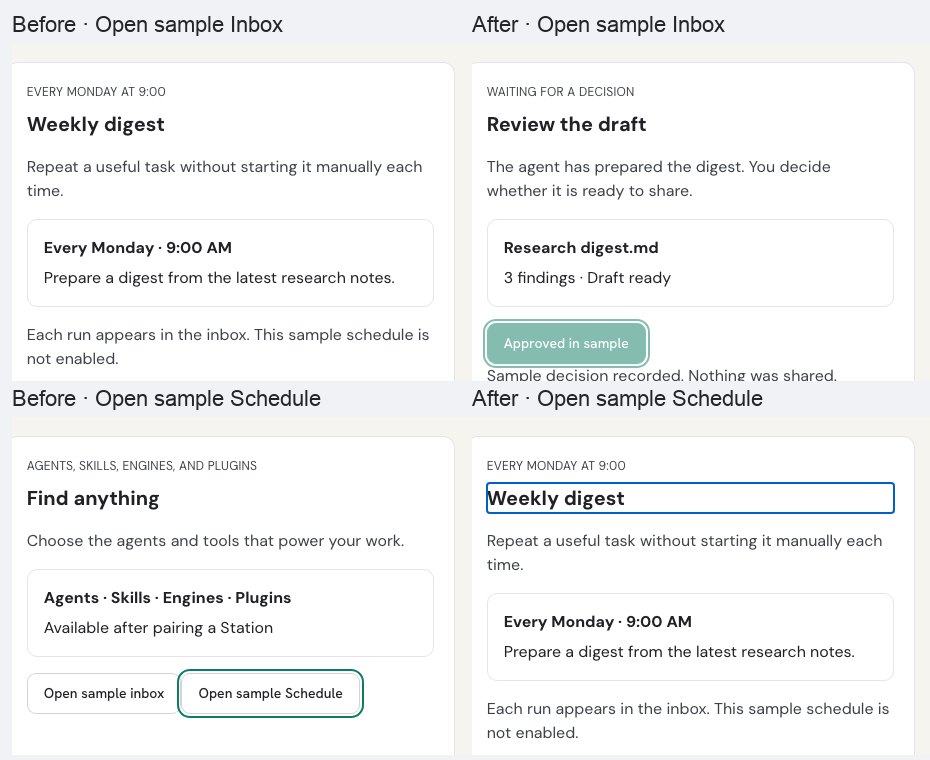 Before · Open sample Inbox
EVERY MONDAY AT 9:00
Weekly digest
Repeat a useful task without starting it manually each
time.
Every Monday · 9:00 AM
Prepare a digest from the latest research notes.
Each run appears in the inbox. This sample schedule is
not enabled.
After · Open sample Inbox
WAITING FOR A DECISION
Review the draft
The agent has prepared the digest. You decide
whether it is ready to share.
Research digest.md
3 findings · Draft ready
Approved in sample
Sample decision recorded. Nothing was shared.
Before · Open sample Schedule
AGENTS, SKILLS, ENGINES, AND PLUGINS
Find anything
Choose the agents and tools that power your work.
Agents · Skills · Engines · Plugins
Available after pairing a Station
Open sample inbox
Open sample Schedule
After · Open sample Schedule
EVERY MONDAY AT 9:00
Weekly digest
Repeat a useful task without starting it manually each
time.
Every Monday · 9:00 AM
Prepare a digest from the latest research notes.
Each run appears in the inbox. This sample schedule is
not enabled.